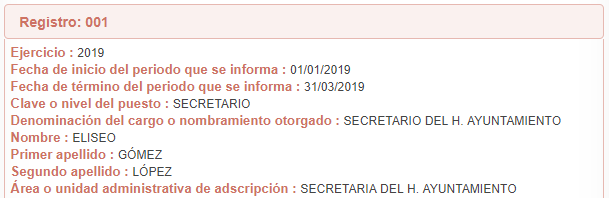 Registro: 001
Ejercicio : 2019
Fecha de inicio del periodo que se informa : 01/01/2019
Fecha de término del periodo que se informa : 31/03/2019
Clave o nivel del puesto : SECRETARIO
Denominación del cargo o nombramiento otorgado : SECRETARIO DEL H. AYUNTAMIENTO
Nombre : ELISEO
Primer apellido : GÓMEZ
Segundo apellido : LÓPEZ
Área o unidad administrativa de adscripción : SECRETARIA DEL H. AYUNTAMIENTO